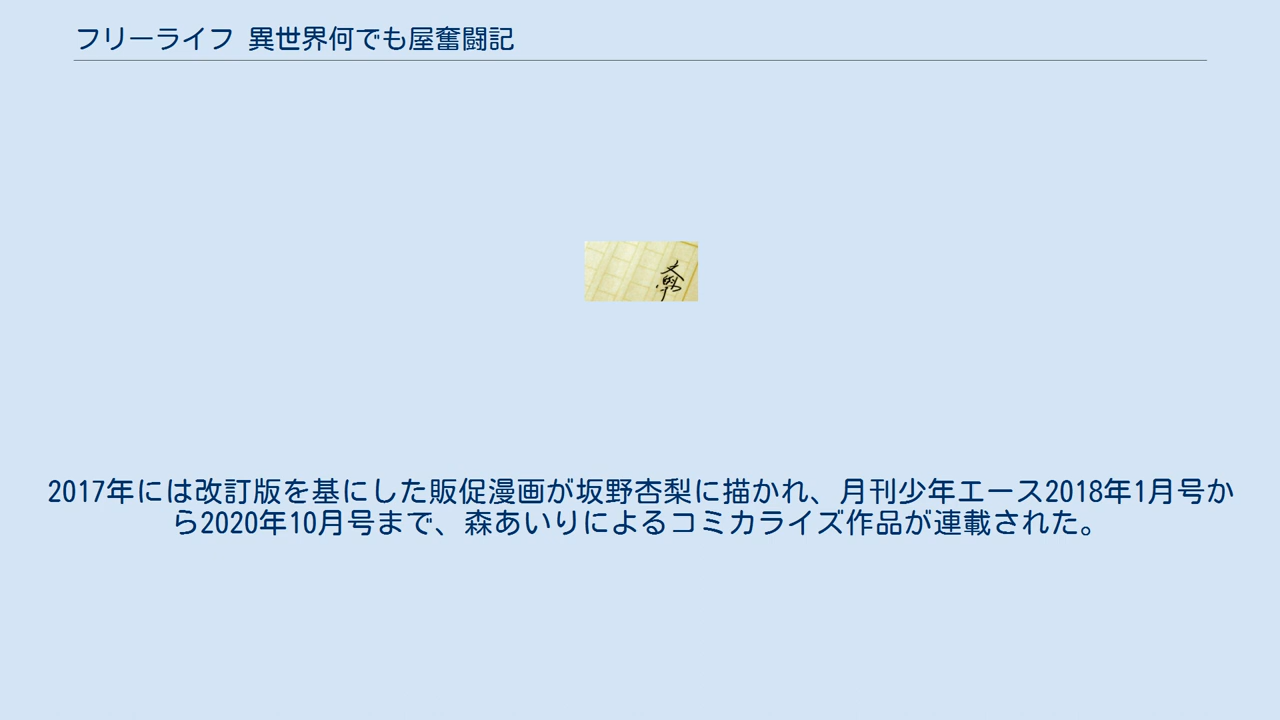 フリーライフ 異世界何でも屋奮闘記
2017年には改訂版を基にした販促漫画が坂野杏梨に描かれ、月刊少年エース2018年1月号か
ら2020年10月号まで、森あいりによるコミカライズ作品が連載された。